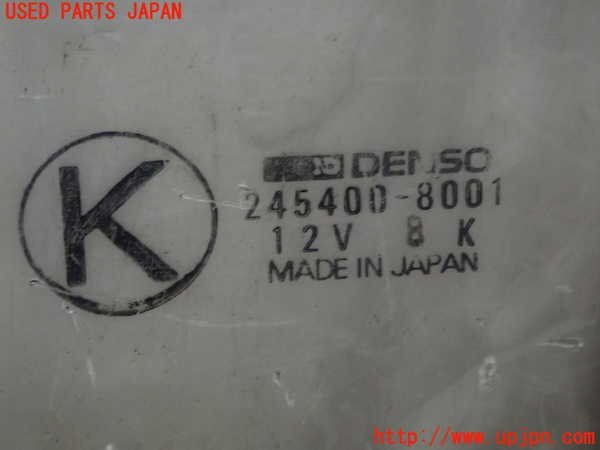 USED PARTS JAPAN
K
DENSO
245400-8001
12V 8 K
MADE IN JAPAN
http://www.upjpn.com